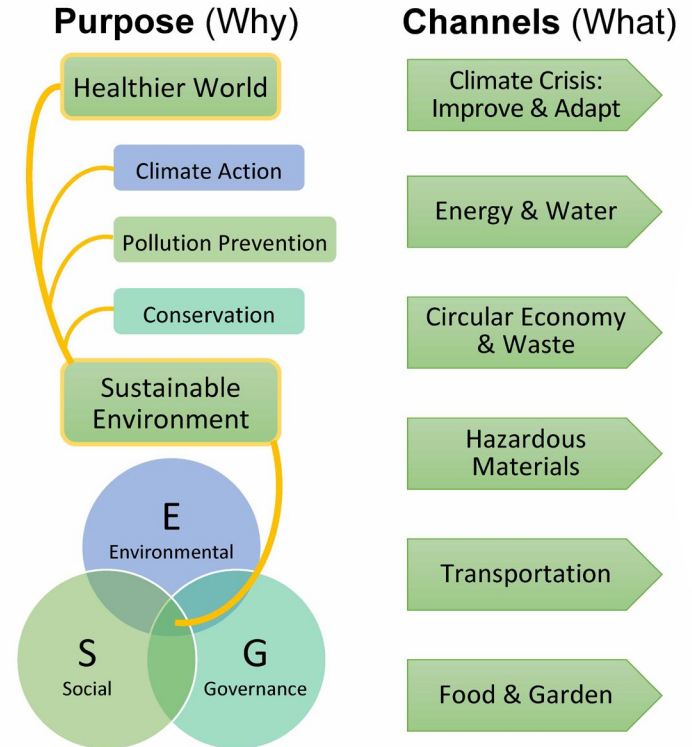 Purpose (Why)
Healthier World
Climate Action
Pollution Prevention
Conservation
Sustainable
Environment
E
Environmental
S
Social
G
Governance
Channels (What)
Climate Crisis:
Improve & Adapt
Energy & Water
Circular Economy
& Waste
Hazardous
Materials
Transportation
Food & Garden